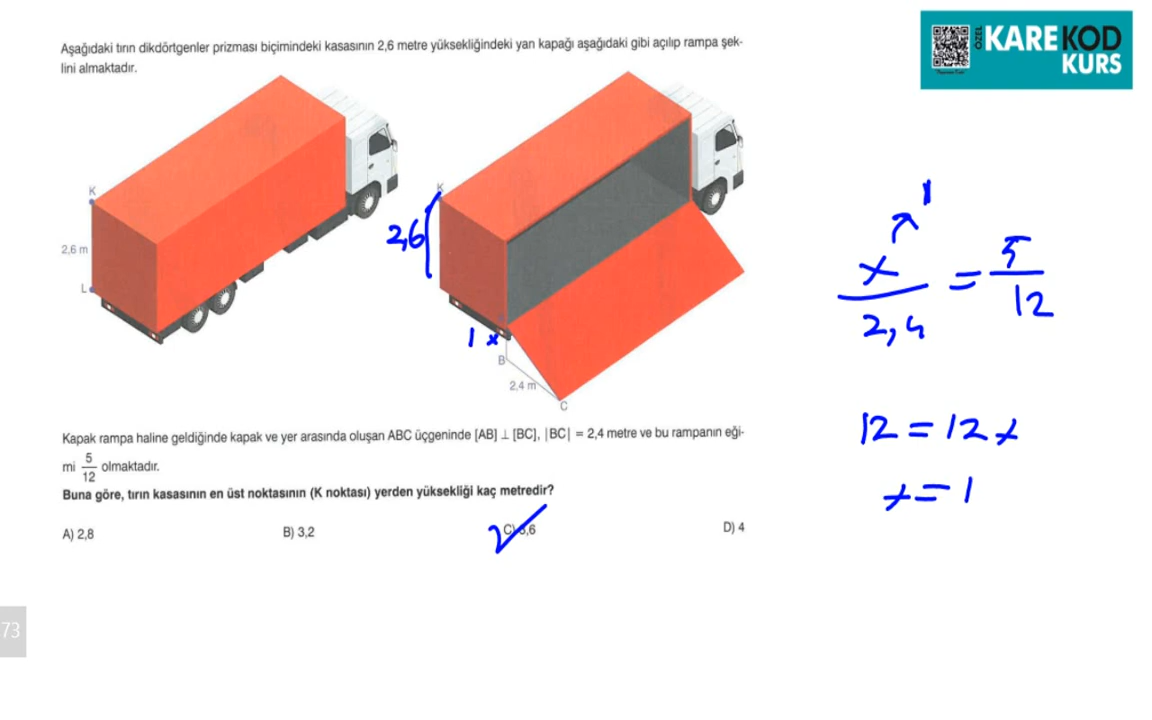 ÖZEL
KAREKOD
KURS
Aşağıdaki tırın dikdörtgenler prizması biçimindeki kasasının 2,6 metre yüksekliğindeki yan kapağı aşağıdaki gibi açılıp rampa şek-
lini almaktadır.
K
2,6 m
L
K
2,6
1 x
B
2,4 m
C
1
x/2,4 = 5/12
12 = 12x
x = 1
Kapak rampa haline geldiğinde kapak ve yer arasında oluşan ABC üçgeninde [AB] ⊥ [BC], |BC| = 2,4 metre ve bu rampanın eği-
mi 5/12 olmaktadır.
Buna göre, tırın kasasının en üst noktasının (K noktası) yerden yüksekliği kaç metredir?
A) 2,8 B) 3,2 C) 3,6 D) 4
73